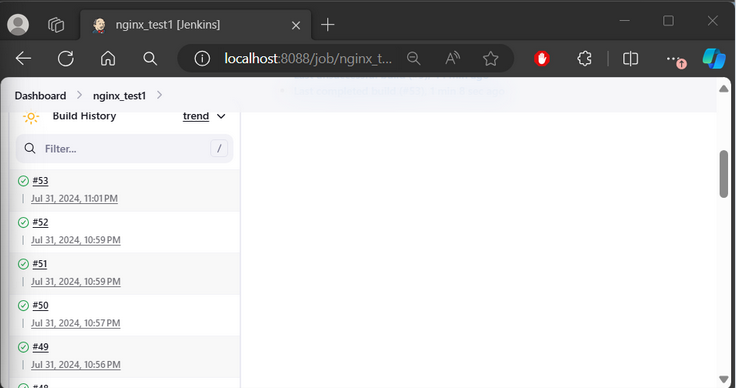 nginx_test1 [Jenkins]
localhost:8088/job/nginx_t...
Dashboard
nginx_test1
Build History
trend
Filter...
/
#53
Jul 31, 2024, 11:01 PM
#52
Jul 31, 2024, 10:59 PM
#51
Jul 31, 2024, 10:59 PM
#50
Jul 31, 2024, 10:57 PM
#49
Jul 31, 2024, 10:56 PM